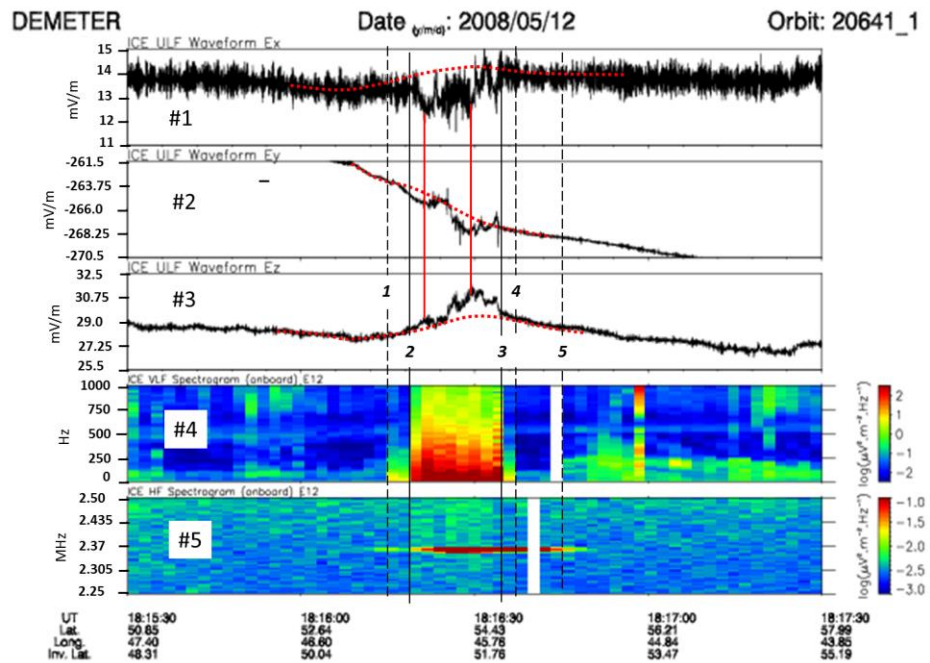 DEMETER Date (y/m/d): 2008/05/12 Orbit: 20641_1
ICE ULF Waveform Ex
15
14
13
12
11
mV/m
#1
ICE ULF Waveform Ey
-261.5
-263.75
-266.0
-268.25
-270.5
mV/m
#2
ICE ULF Waveform Ez
32.5
30.75
29.0
27.25
25.5
mV/m
#3
1 4
2 3 5
ICE VLF Spectrogram (onboard) E12
1000
750
500
250
0
Hz
#4
2
1
0
-1
-2
log(μV².m⁻².Hz⁻¹)
ICE HF Spectrogram (onboard) E12
2.50
2.435
2.37
2.305
2.25
MHz
#5
-1.0
-1.5
-2.0
-2.5
-3.0
log(μV².m⁻².Hz⁻¹)
UT 18:15:30 18:16:00 18:16:30 18:17:00 18:17:30
Lat. 50.85 52.64 54.43 56.21 57.99
Long. 47.40 46.60 45.76 44.84 43.85
Inv. Lat. 48.31 50.04 51.76 53.47 55.19